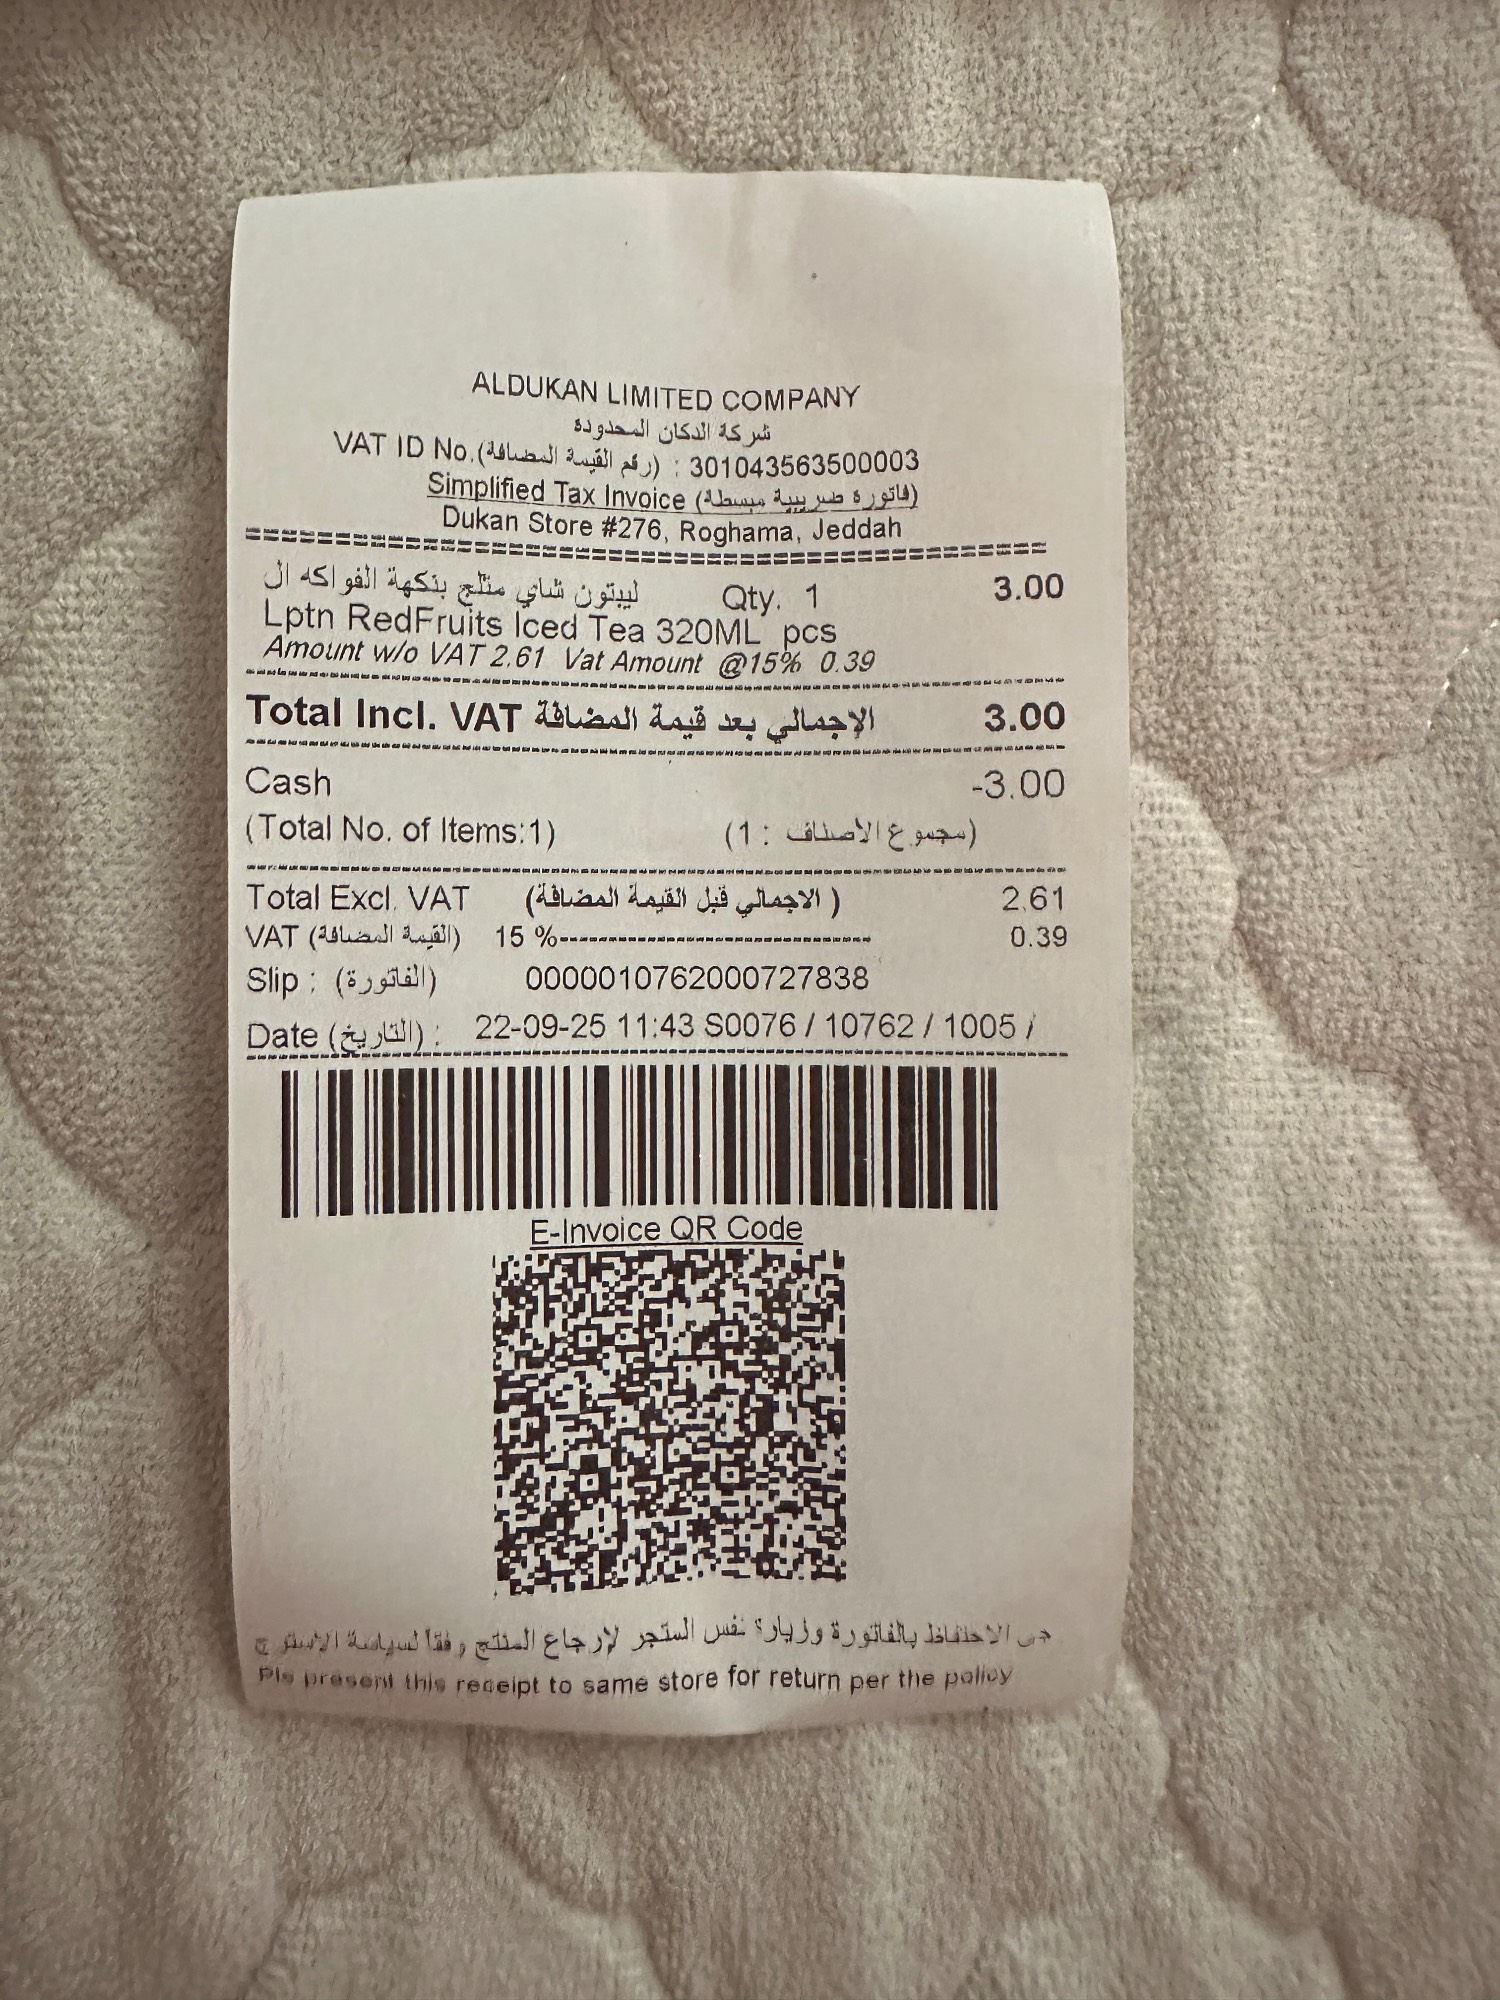 ALDUKAN LIMITED COMPANY
شركة الدكان المحدودة
VAT ID No.(رقم القيمة المضافة) : 301043563500003
Simplified Tax Invoice (فاتورة ضريبية مبسطة)
Dukan Store #276, Roghama, Jeddah
ليبتون شاي مثلج بنكهة الفواكه ال Qty. 1 3.00
Lptn RedFruits Iced Tea 320ML pcs
Amount w/o VAT 2.61 Vat Amount @15% 0.39
Total Incl. VAT الإجمالي بعد قيمة المضافة 3.00
Cash -3.00
(Total No. of Items:1) (مجموع الأصناف : 1)
Total Excl. VAT (الاجمالي قبل القيمة المضافة ) 2.61
VAT (القيمة المضافة) 15 %-------------------------------- 0.39
Slip : (الفاتورة) 0000010762000727838
Date (التاريخ) : 22-09-25 11:43 S0076 / 10762 / 1005 /
E-Invoice QR Code
الاحتفاظ بالفاتورة وزيارة نفس المتجر لإرجاع المنتج وفقا لسياسة
Pls present this receipt to same store for return per the policy